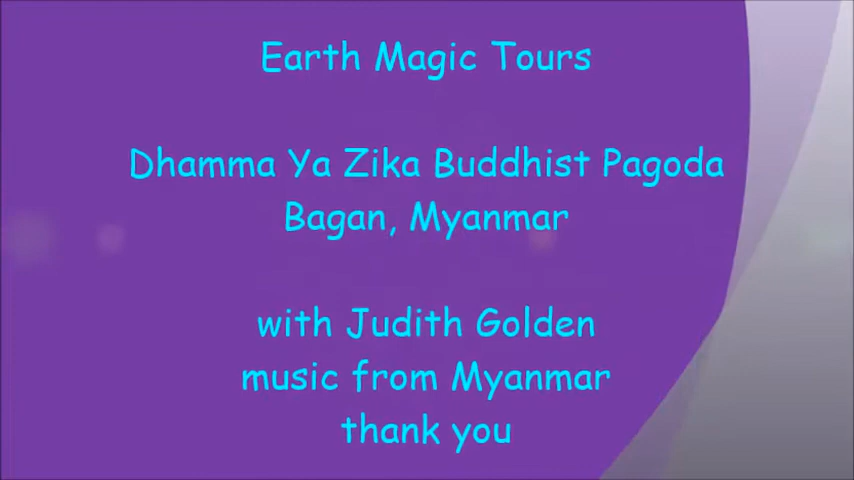 Earth Magic Tours
Dhamma Ya Zika Buddhist Pagoda
Bagan, Myanmar
with Judith Golden
music from Myanmar
thank you